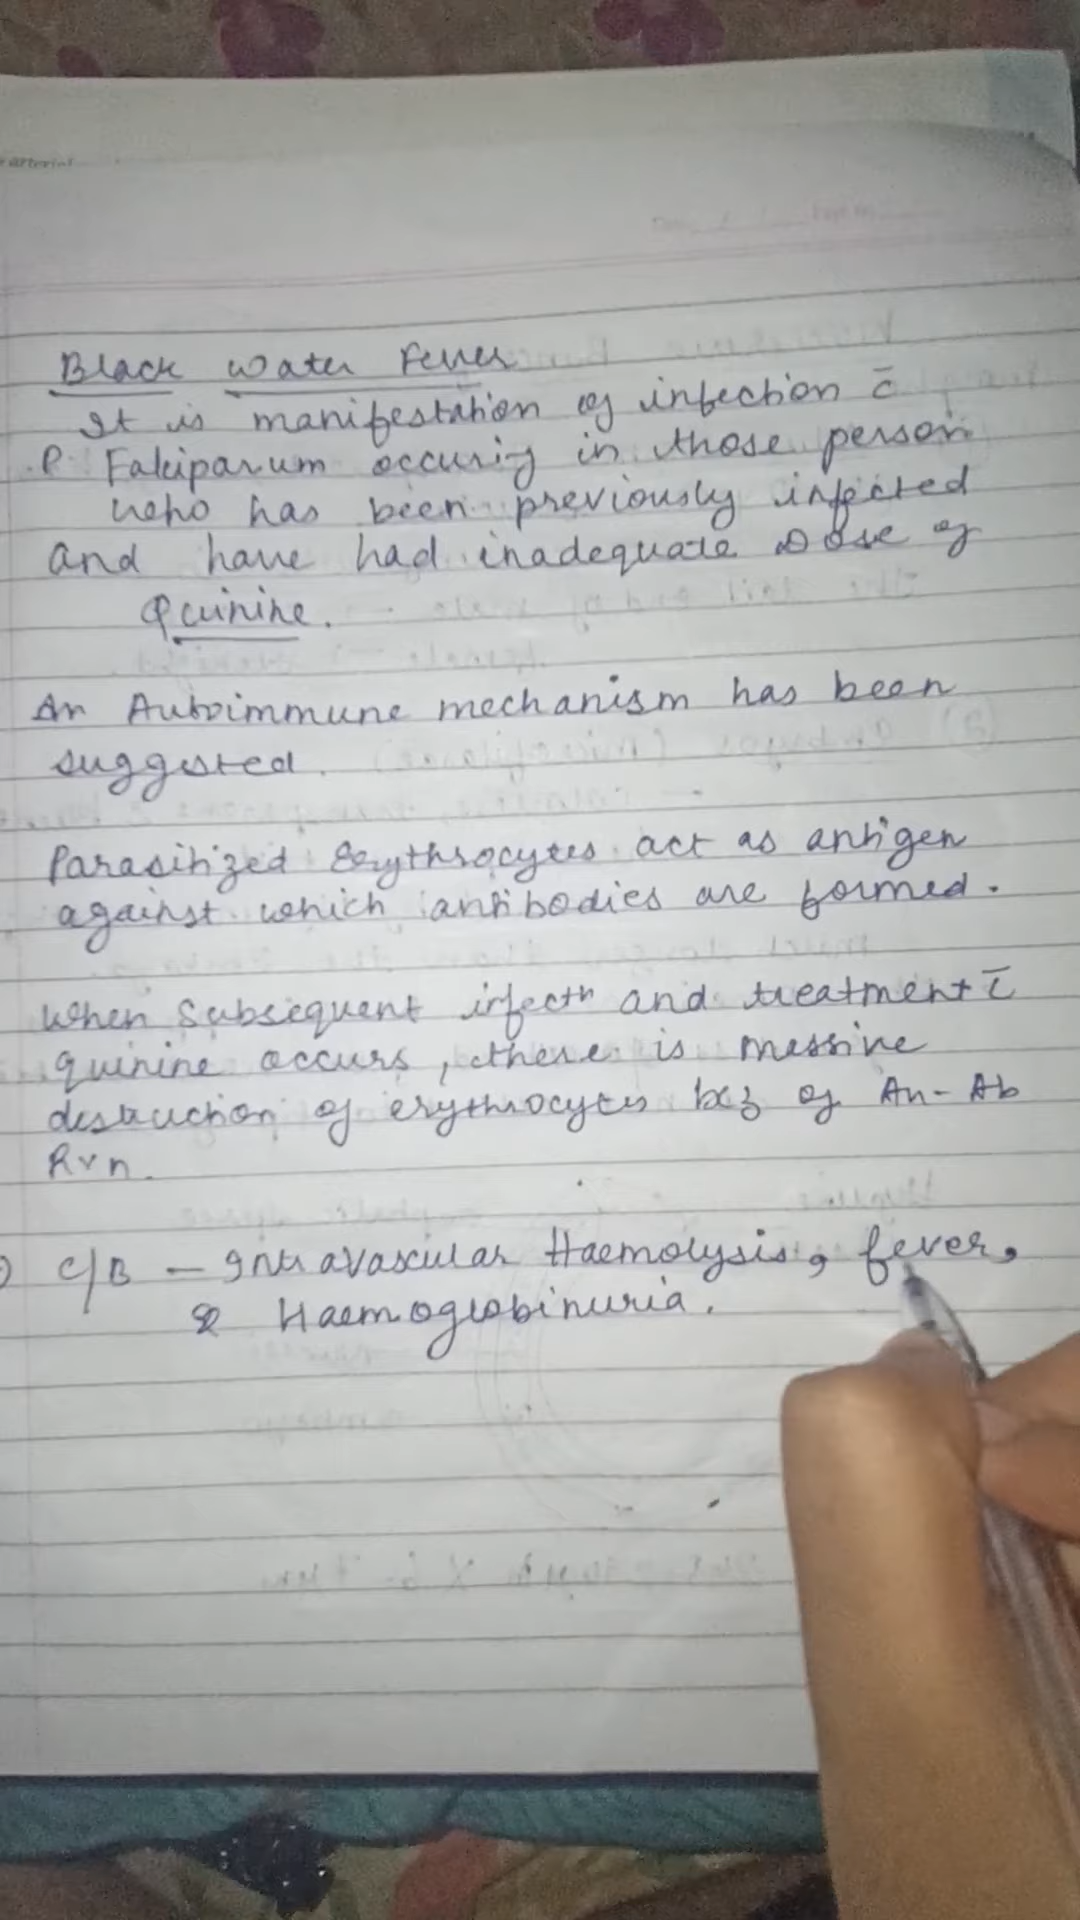 arterial
Black Water Fever
It is manifestation of infection c̄
P. Falciparum occuring in those person
who has been previously infected
and have had inadequate Dose of
Quinine.
An Autoimmune mechanism has been
suggested.
Parasitized Erythrocytes act as antigen
against which antibodies are formed.
When Subsequent infectn and treatment c̄
quinine occurs, there is massive
destruction of erythrocytes bcz of An-Ab
Rxn.
C/B - Intravascular Haemolysis, fever,
& Haemoglobinuria.